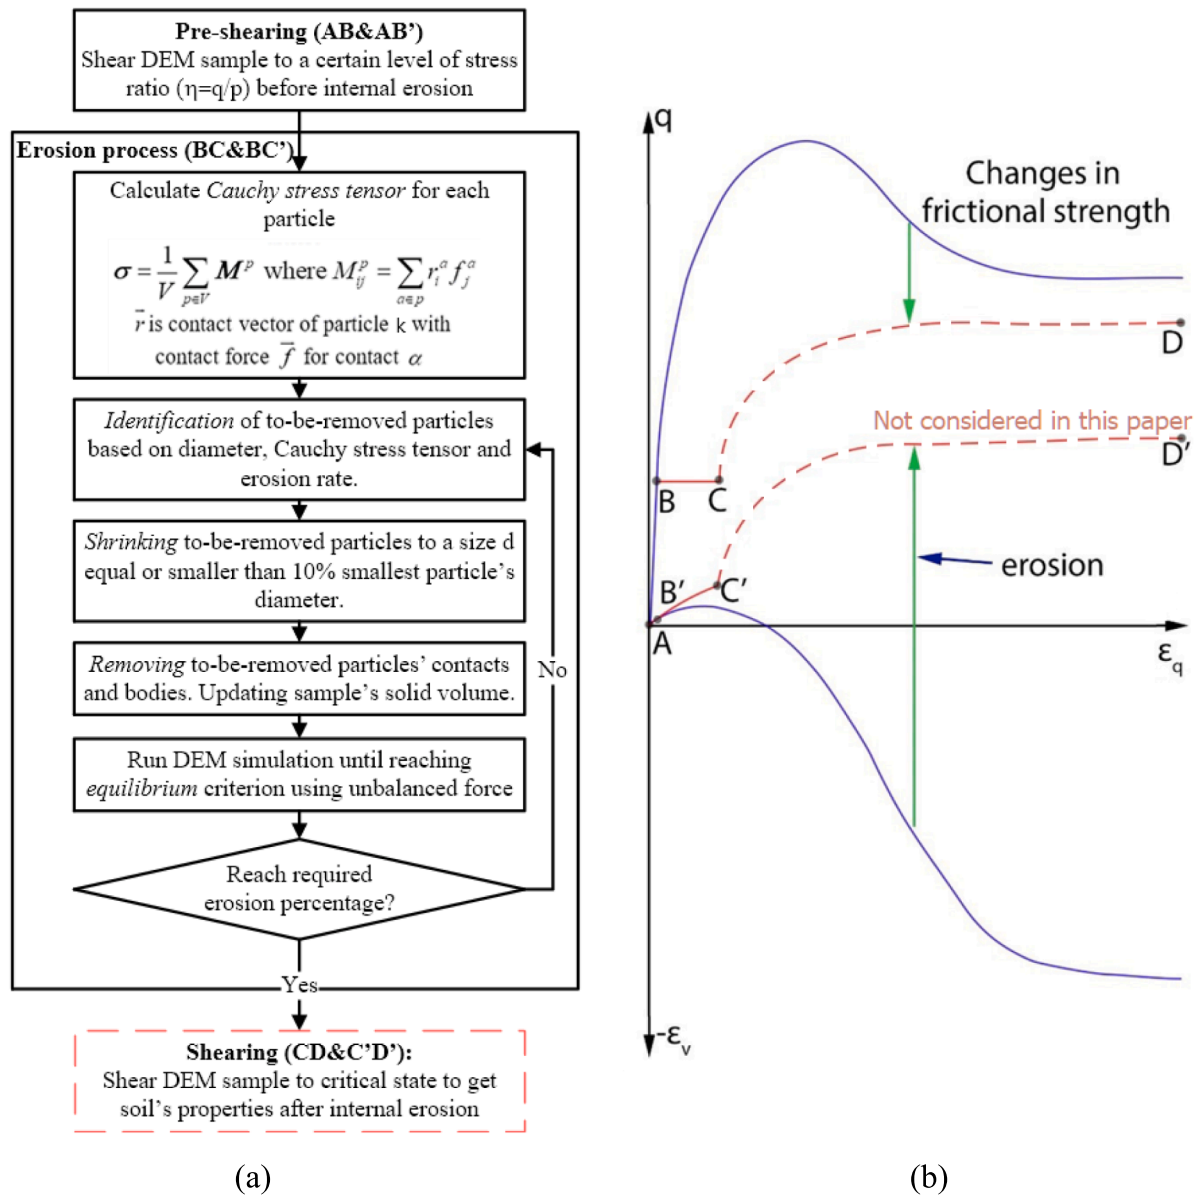 Pre-shearing (AB&AB’)
Shear DEM sample to a certain level of stress
ratio (η=q/p) before internal erosion
Erosion process (BC&BC’)
Calculate Cauchy stress tensor for each
particle
σ = 1/V ∑_{p∈V} M^p where M_{ij}^p = ∑_{a∈p} r_i^a f_j^a
r⃗ is contact vector of particle k with
contact force f⃗ for contact α
Identification of to-be-removed particles
based on diameter, Cauchy stress tensor and
erosion rate.
Shrinking to-be-removed particles to a size d
equal or smaller than 10% smallest particle’s
diameter.
Removing to-be-removed particles’ contacts
and bodies. Updating sample’s solid volume.
No
Run DEM simulation until reaching
equilibrium criterion using unbalanced force
Reach required
erosion percentage?
Yes
Shearing (CD&C’D’):
Shear DEM sample to critical state to get
soil’s properties after internal erosion
(a)
q
Changes in
frictional strength
D
Not considered in this paper
D′
B
C
erosion
B′
C′
A
ε_q
-ε_v
(b)